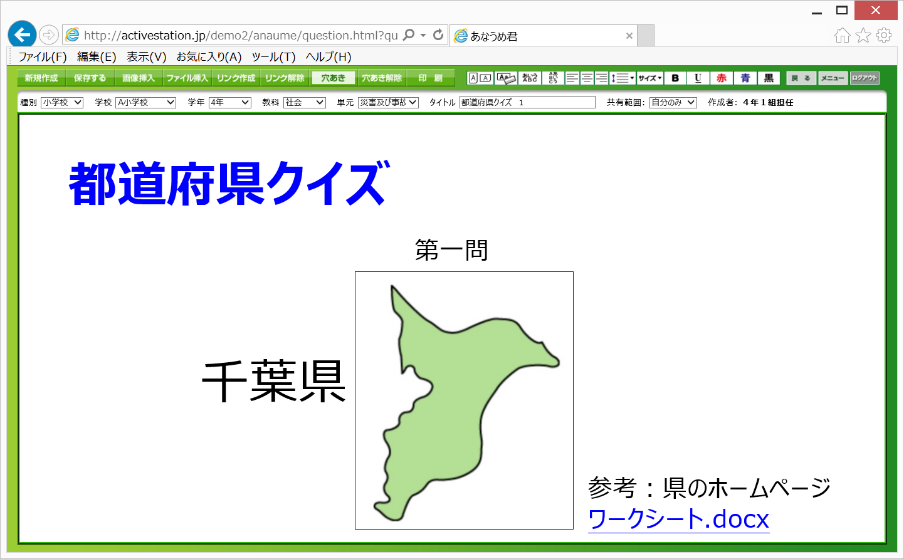 http://activestation.jp/demo2/anaume/question.html?qu
あなうめ君
ファイル(F) 編集(E) 表示(V) お気に入り(A) ツール(T) ヘルプ(H)
新規作成 保存する 画像挿入 ファイル挿入 リンク作成 リンク解除 穴あき 穴あき解除 印 刷 サイズ B U 赤 青 黒 戻 る メニュー ログアウト
種別 小学校 学校 A小学校 学年 4年 教科 社会 単元 災害及び事故 タイトル 都道府県クイズ 1 共有範囲: 自分のみ 作成者: 4年1組担任
都道府県クイズ
第一問
千葉県
参考：県のホームページ
ワークシート.docx